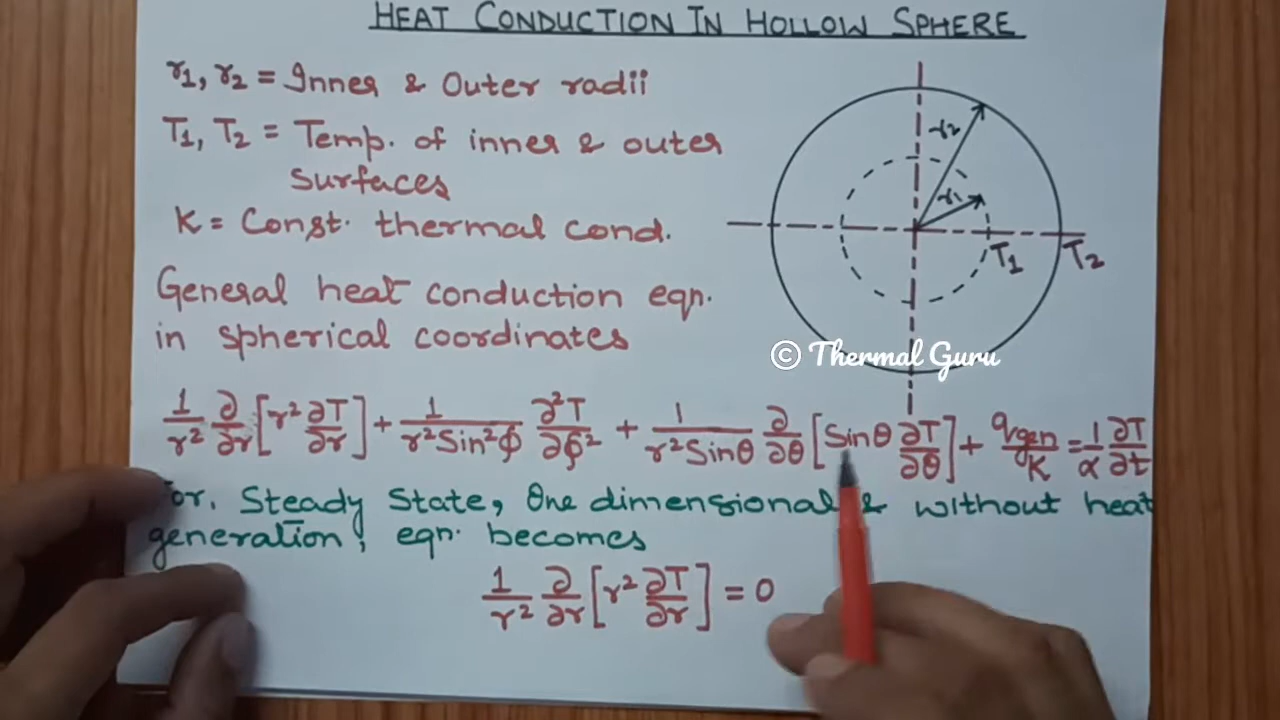 HEAT CONDUCTION IN HOLLOW SPHERE
r1, r2 = Inner & Outer radii
T1, T2 = Temp. of inner & outer
surfaces
K = Const. thermal cond.
General heat conduction eqn.
in spherical coordinates
r2
r1
T1 T2
© Thermal Guru
1/r² ∂/∂r [r² ∂T/∂r] + 1/(r² Sin²φ) ∂²T/∂φ² + 1/(r² Sinθ) ∂/∂θ [Sinθ ∂T/∂θ] + qgen/K = 1/α ∂T/∂t
For. Steady State, One dimensional & without heat
generation, eqn. becomes
1/r² ∂/∂r [r² ∂T/∂r] = 0